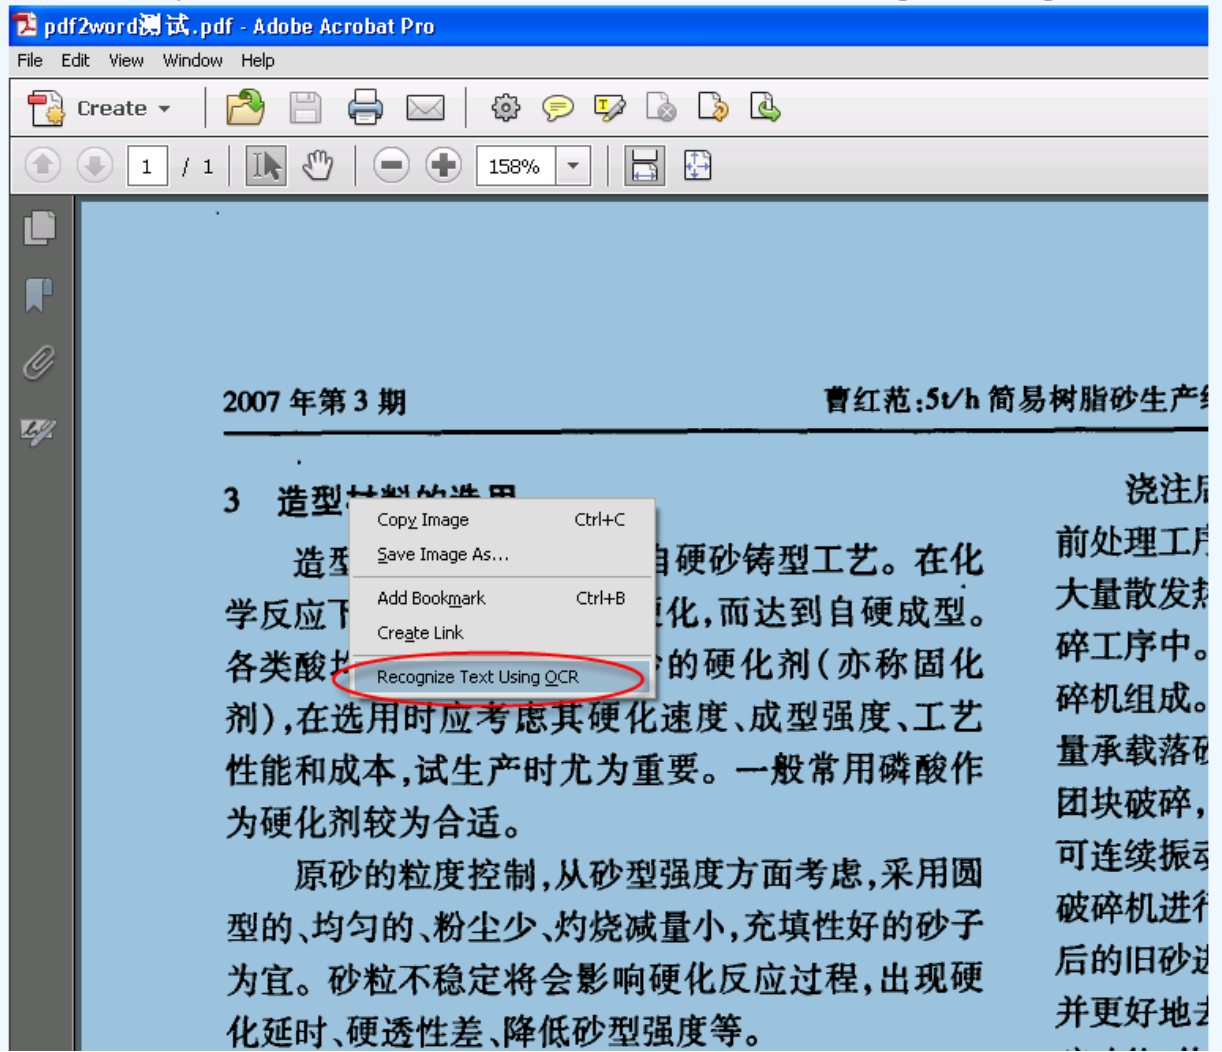 pdf2word测试.pdf - Adobe Acrobat Pro
File Edit View Window Help
Create
1 / 1 158%
2007 年第 3 期
曹红范:5t/h 简易树脂砂生产
3 造型材料的选用
造型
自硬砂铸型工艺。在化
学反应下
化,而达到自硬成型。
各类酸
的硬化剂(亦称固化
剂),在选用时应考虑其硬化速度、成型强度、工艺
性能和成本,试生产时尤为重要。一般常用磷酸作
为硬化剂较为合适。
原砂的粒度控制,从砂型强度方面考虑,采用圆
型的、均匀的、粉尘少、灼烧减量小,充填性好的砂子
为宜。砂粒不稳定将会影响硬化反应过程,出现硬
化延时、硬透性差、降低砂型强度等。
Copy Image Ctrl+C
Save Image As...
Add Bookmark Ctrl+B
Create Link
Recognize Text Using OCR
浇注后
前处理工序
大量散发热
碎工序中。
碎机组成。
量承载落砂
团块破碎,
可连续振动
破碎机进行
后的旧砂
并更好地